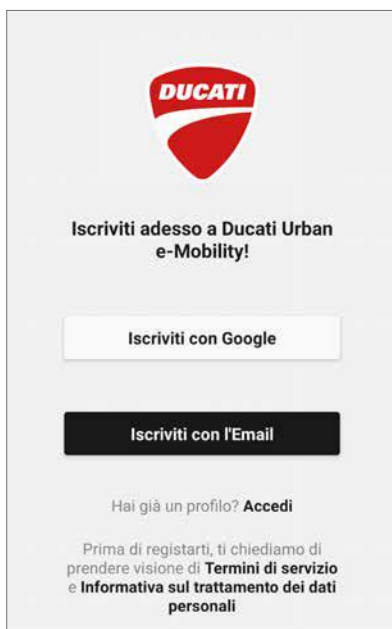 DUCATI
Iscriviti adesso a Ducati Urban
e-Mobility!
Iscriviti con Google
Iscriviti con l'Email
Hai già un profilo? Accedi
Prima di registarti, ti chiediamo di
prendere visione di Termini di servizio
e Informativa sul trattamento dei dati
personali